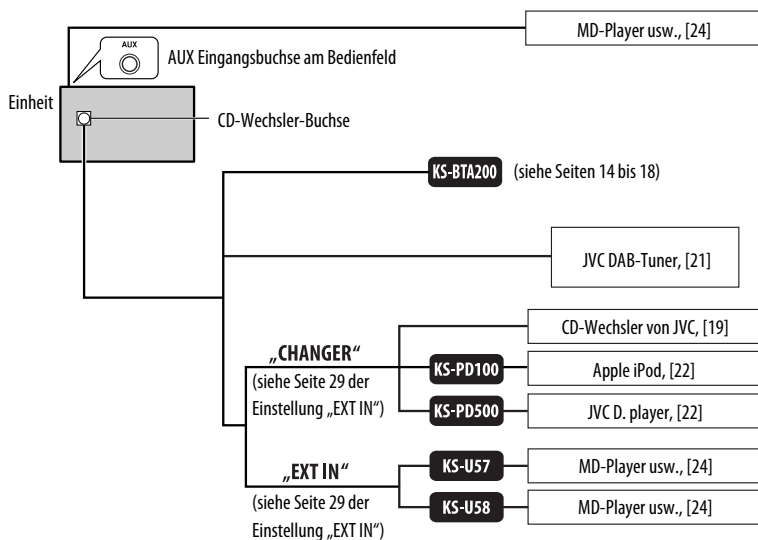 MD-Player usw., [24]
AUX
AUX Eingangsbuchse am Bedienfeld
Einheit
CD-Wechsler-Buchse
KS-BTA200 (siehe Seiten 14 bis 18)
JVC DAB-Tuner, [21]
CD-Wechsler von JVC, [19]
„CHANGER“
(siehe Seite 29 der
Einstellung „EXT IN“)
KS-PD100
Apple iPod, [22]
KS-PD500
JVC D. player, [22]
„EXT IN“
(siehe Seite 29 der
Einstellung „EXT IN“)
KS-U57
MD-Player usw., [24]
KS-U58
MD-Player usw., [24]